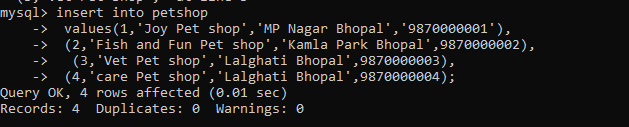 mysql> insert into petshop
    -> values(1,'Joy Pet shop','MP Nagar Bhopal','9870000001'),
    -> (2,'Fish and Fun Pet shop','Kamla Park Bhopal',9870000002),
    ->  (3,'Vet Pet shop','Lalghati Bhopal',9870000003),
    -> (4,'care Pet shop','Lalghati Bhopal',9870000004);
Query OK, 4 rows affected (0.01 sec)
Records: 4  Duplicates: 0  Warnings: 0